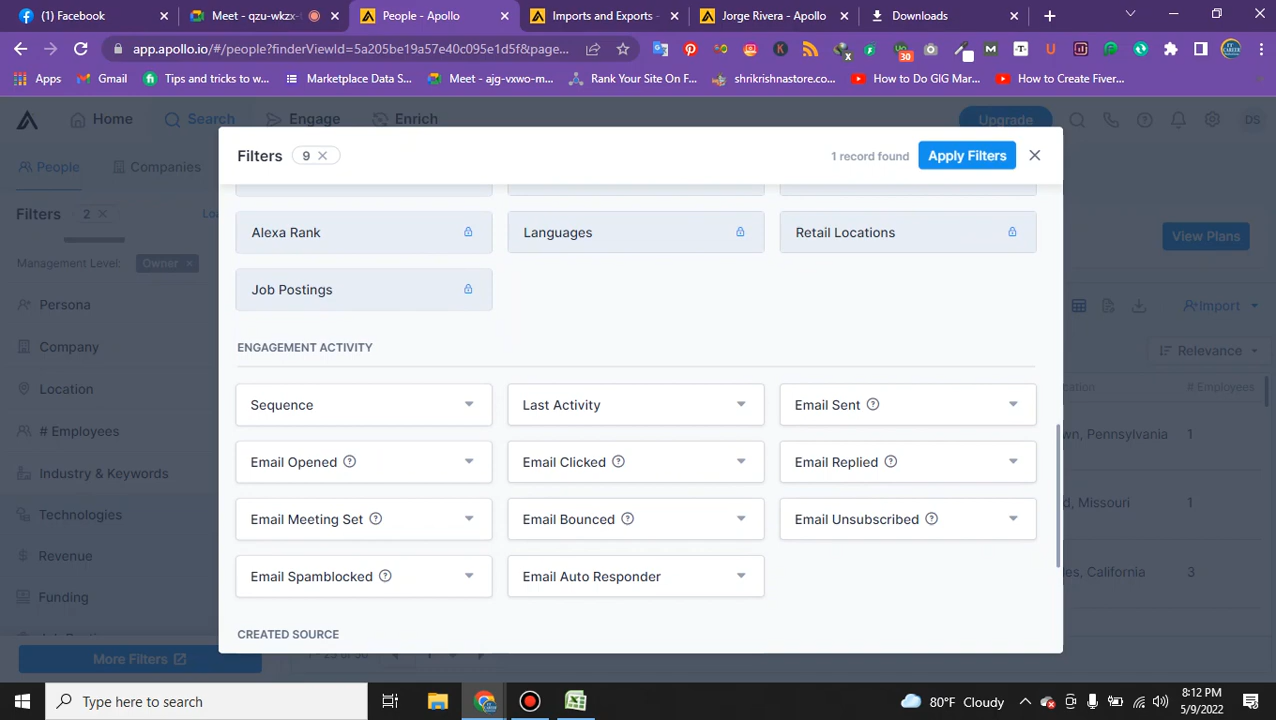 (1) Facebook
Meet - qzu-wkzx-
People - Apollo
Imports and Exports -
Jorge Rivera - Apollo
Downloads
app.apollo.io/#/people?finderViewId=5a205be19a57e40c095e1d5f&page...
30
Apps
Gmail
Tips and tricks to w...
Marketplace Data S...
Meet - ajg-vxwo-m...
Rank Your Site On F...
shrikrishnastore.co...
How to Do GIG Mar...
How to Create Fiver...
Home
Search
Engage
Enrich
Upgrade
DS
People
Companies
Filters 9
1 record found
Apply Filters
Filters 2
Loa
View Plans
Alexa Rank
Languages
Retail Locations
Management Level: Owner
Job Postings
Persona
Import
Company
ENGAGEMENT ACTIVITY
Relevance
Location
cation
# Employees
Sequence
Last Activity
Email Sent
# Employees
wn, Pennsylvania
1
Email Opened
Email Clicked
Email Replied
Industry & Keywords
d, Missouri
1
Technologies
Email Meeting Set
Email Bounced
Email Unsubscribed
Revenue
Email Spamblocked
Email Auto Responder
les, California
3
Funding
CREATED SOURCE
More Filters
Type here to search
80°F Cloudy
8:12 PM
5/9/2022